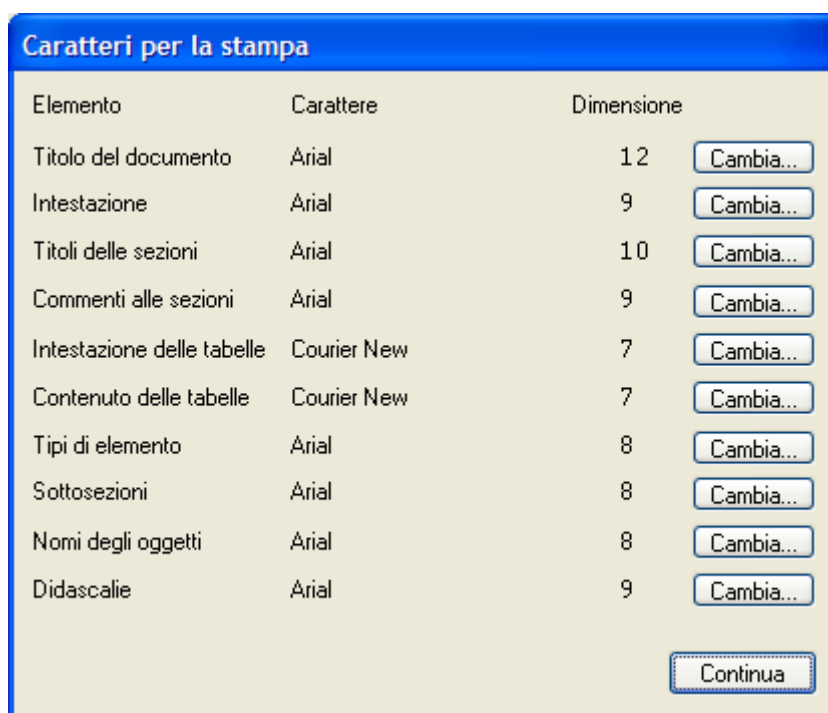 Caratteri per la stampa
Elemento Carattere Dimensione
Titolo del documento Arial 12 Cambia...
Intestazione Arial 9 Cambia...
Titoli delle sezioni Arial 10 Cambia...
Commenti alle sezioni Arial 9 Cambia...
Intestazione delle tabelle Courier New 7 Cambia...
Contenuto delle tabelle Courier New 7 Cambia...
Tipi di elemento Arial 8 Cambia...
Sottosezioni Arial 8 Cambia...
Nomi degli oggetti Arial 8 Cambia...
Didascalie Arial 9 Cambia...
Continua